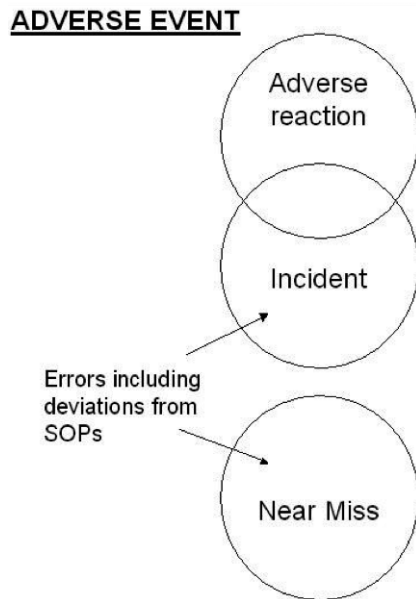 ADVERSE EVENT
Adverse
reaction
Incident
Errors including
deviations from
SOPs
Near Miss